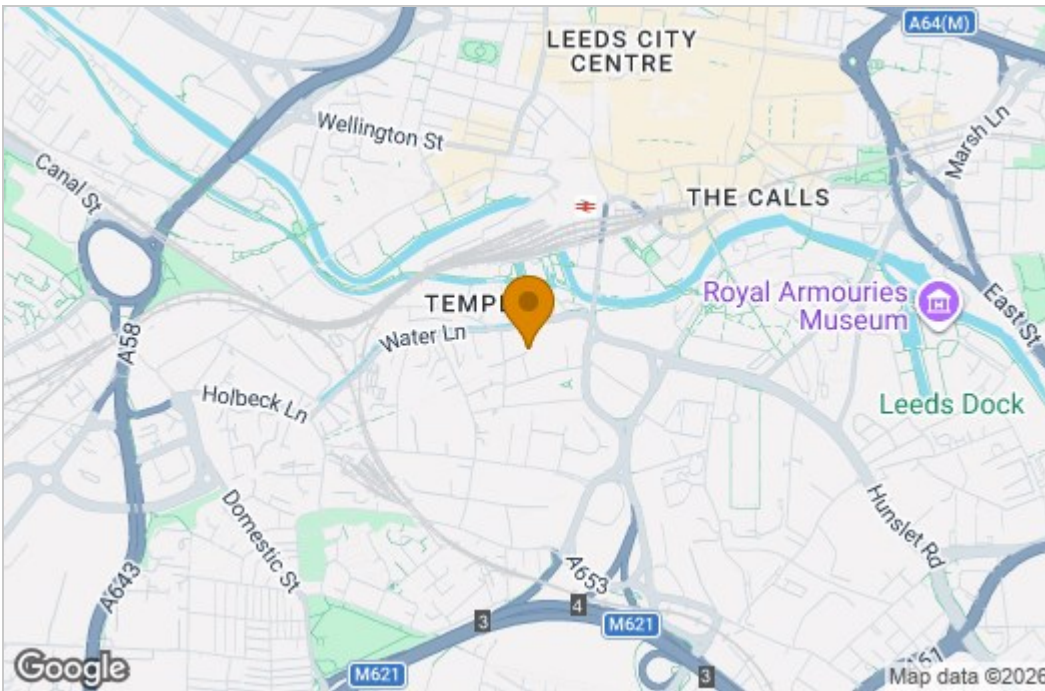 A64(M)
LEEDS CITY
CENTRE
Wellington St
Marsh Ln
Canal St
THE CALLS
Royal Armouries
Museum
East St
TEMPL
Water Ln
A58
Holbeck Ln
Leeds Dock
Domestic St
Hunslet Rd
A643
A653
4
3
M621
M621
3
Google
Map data ©2026